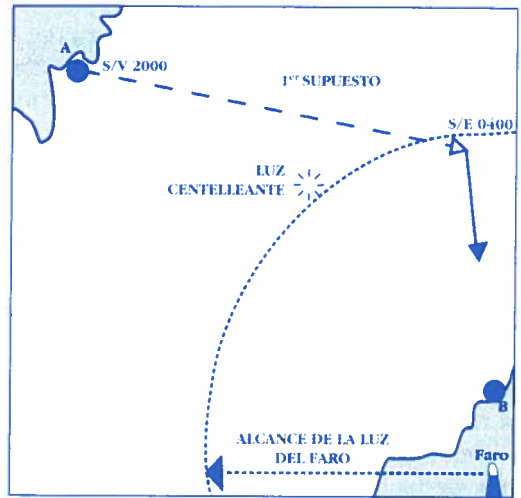 A
S/V 2000
1er SUPUESTO
S/E 0400
LUZ
CENTELLEANTE
B
ALCANCE DE LA LUZ
DEL FARO
Faro